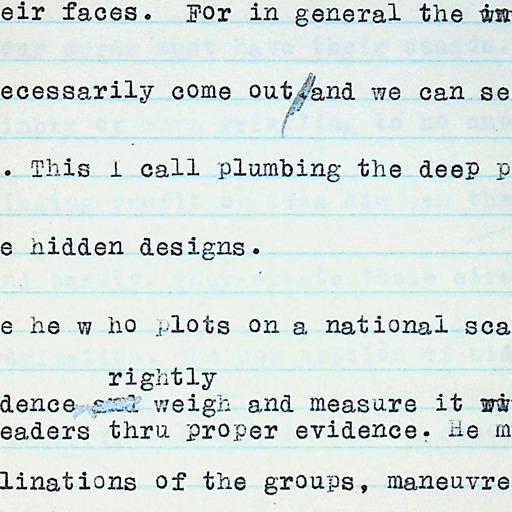 eir faces. For in general the
ecessarily come out, and we can se
. This I call plumbing the deep p
e hidden designs.
e he w ho plots on a national sca
rightly
dence and weigh and measure it
eaders thru proper evidence. He m
linations of the groups, maneuvre